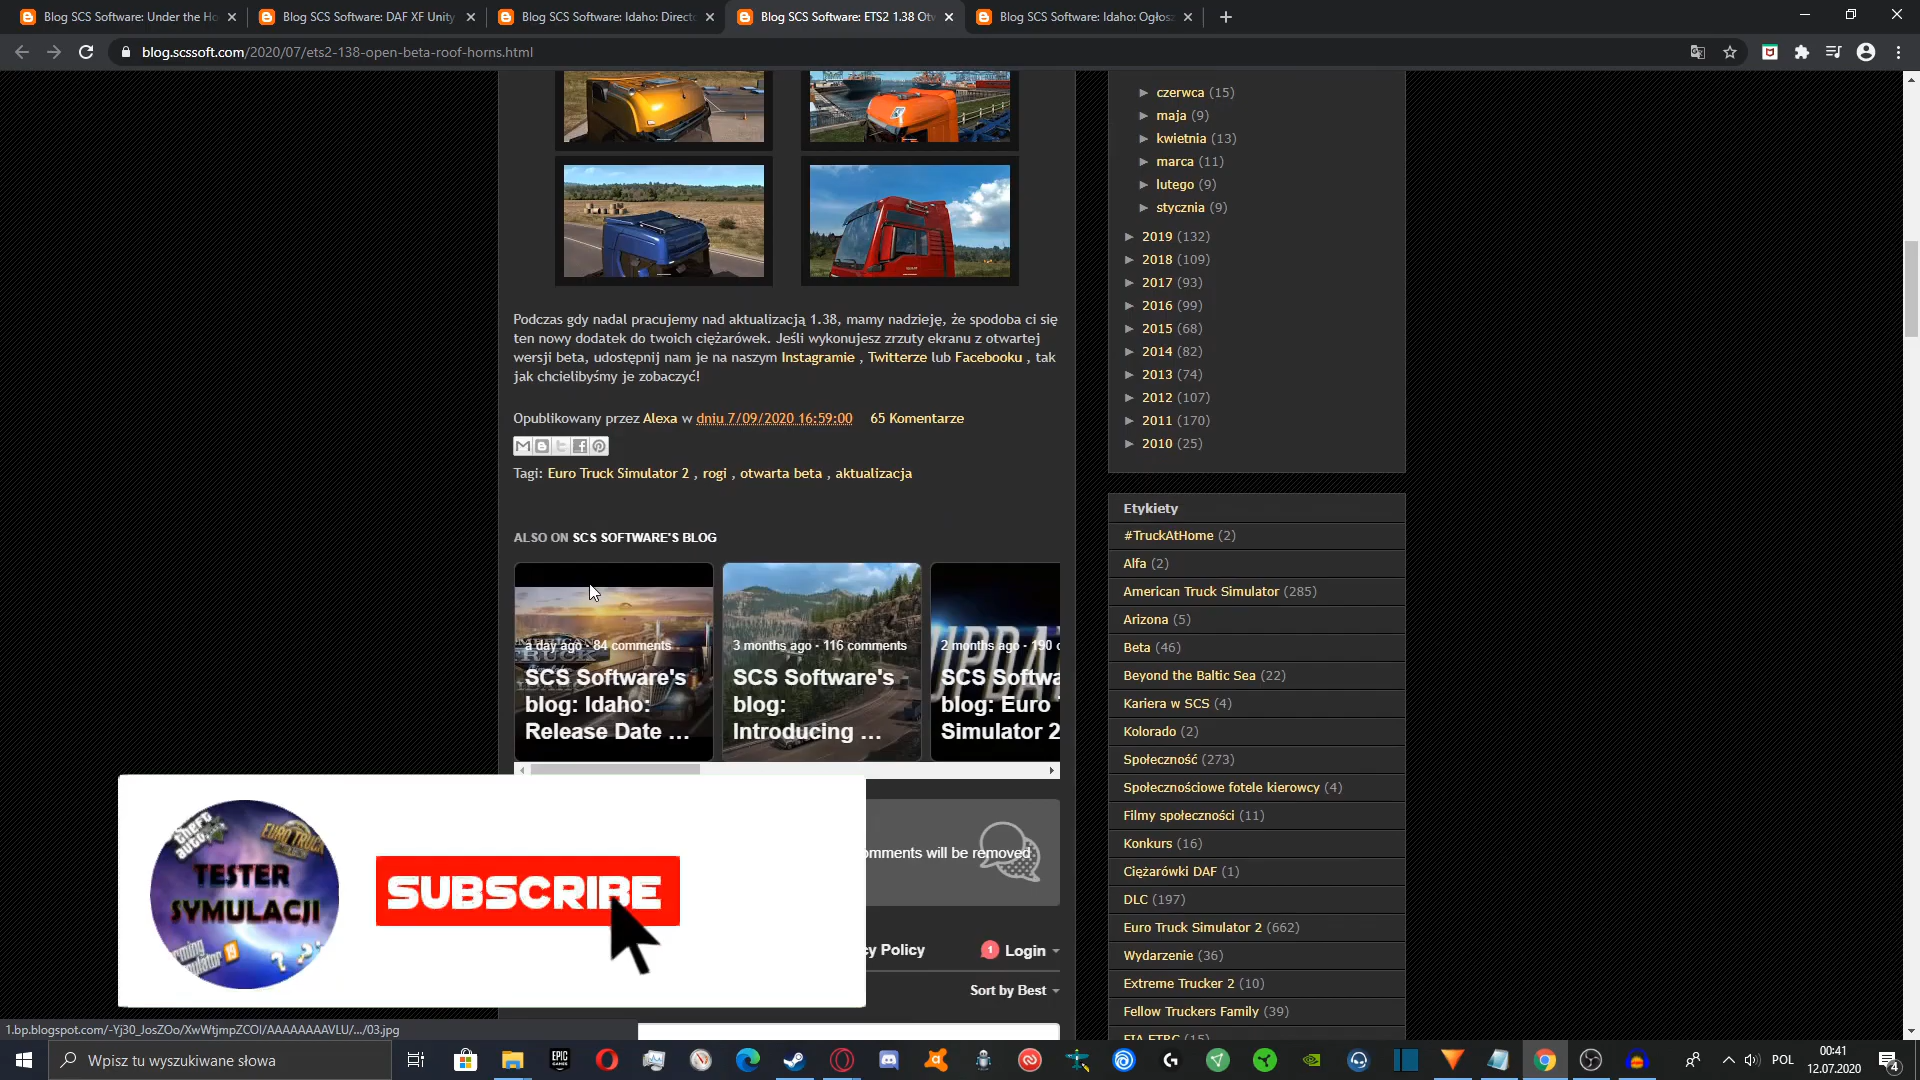 Blog SCS Software: Under the Ho
Blog SCS Software: DAF XF Unity
Blog SCS Software: Idaho: Direct
Blog SCS Software: ETS2 1.38 Otw
Blog SCS Software: Idaho: Ogłos
blog.scssoft.com/2020/07/ets2-138-open-beta-roof-horns.html
Podczas gdy nadal pracujemy nad aktualizacją 1.38, mamy nadzieję, że spodoba ci się
ten nowy dodatek do twoich ciężarówek. Jeśli wykonujesz zrzuty ekranu z otwartej
wersji beta, udostępnij nam je na naszym Instagramie , Twitterze lub Facebooku , tak
jak chcielibyśmy je zobaczyć!
Opublikowany przez Alexa w dniu 7/09/2020 16:59:00 65 Komentarze
Tagi: Euro Truck Simulator 2 , rogi , otwarta beta , aktualizacja
ALSO ON SCS SOFTWARE'S BLOG
a day ago · 84 comments
SCS Software's
blog: Idaho:
Release Date ...
3 months ago · 116 comments
SCS Software's
blog:
Introducing ...
2 months ago · 190 c
SCS Softwa
blog: Euro
Simulator 2
omments will be removed
cy Policy
1 Login
Sort by Best
TESTER
SYMULACJI
theft
EURO TRUCK
SUBSCRIBE
czerwca (15)
maja (9)
kwietnia (13)
marca (11)
lutego (9)
stycznia (9)
2019 (132)
2018 (109)
2017 (93)
2016 (99)
2015 (68)
2014 (82)
2013 (74)
2012 (107)
2011 (170)
2010 (25)
Etykiety
#TruckAtHome (2)
Alfa (2)
American Truck Simulator (285)
Arizona (5)
Beta (46)
Beyond the Baltic Sea (22)
Kariera w SCS (4)
Kolorado (2)
Społeczność (273)
Społecznościowe fotele kierowcy (4)
Filmy społeczności (11)
Konkurs (16)
Ciężarówki DAF (1)
DLC (197)
Euro Truck Simulator 2 (662)
Wydarzenie (36)
Extreme Trucker 2 (10)
Fellow Truckers Family (39)
FIA ETRC (15)
1.bp.blogspot.com/-Yj30_JosZOo/XwWtjmpZCOI/AAAAAAAAVLU/.../03.jpg
Wpisz tu wyszukiwane słowa
EPIC
GAMES
POL
00:41
12.07.2020
4